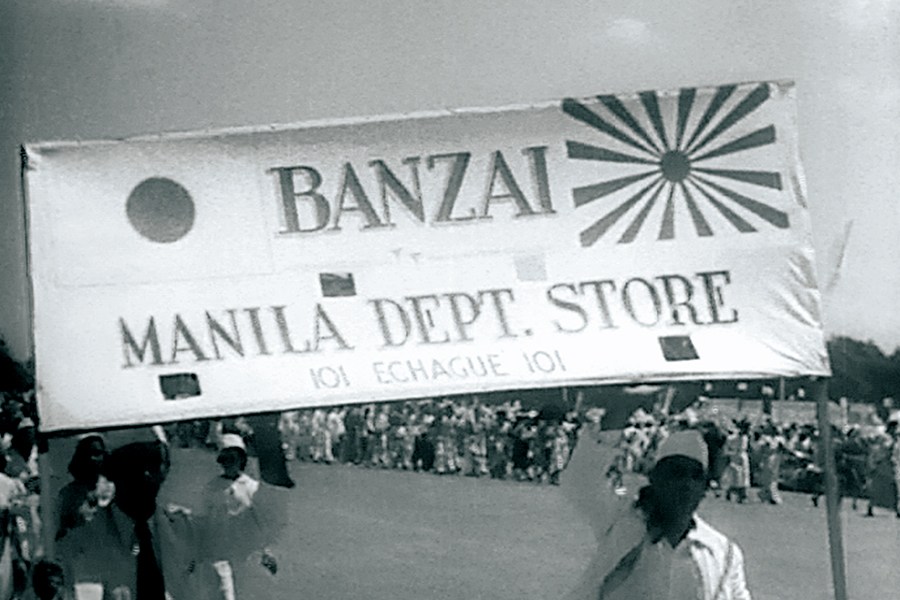 BANZAI
MANILA DEPT. STORE
101 ECHAGUE 101